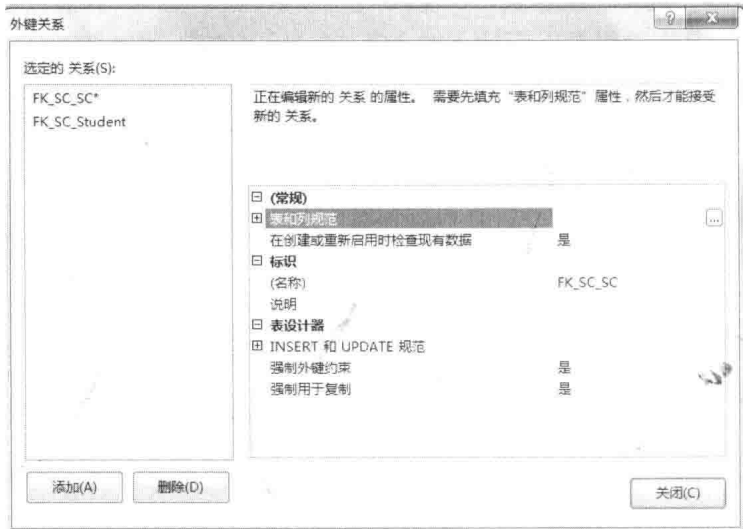 外键关系
选定的 关系(S):
FK_SC_SC*
FK_SC_Student
正在编辑新的 关系 的属性。 需要先填充“表和列规范”属性，然后才能接受
新的 关系。
(常规)
表和列规范
...
在创建或重新启用时检查现有数据 是
标识
(名称) FK_SC_SC
说明
表设计器
INSERT 和 UPDATE 规范
强制外键约束 是
强制用于复制 是
添加(A) 删除(D)
关闭(C)